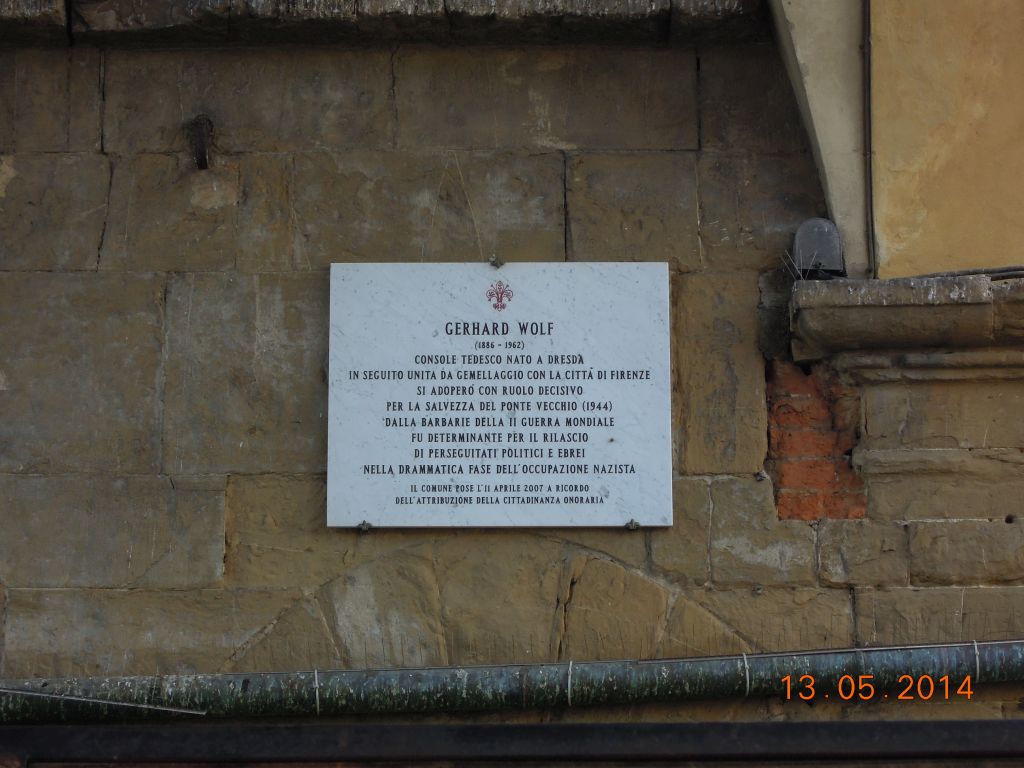 GERHARD WOLF
(1886 - 1962)
CONSOLE TEDESCO NATO A DRESDA
IN SEGUITO UNITA DA GEMELLAGGIO CON LA CITTÀ DI FIRENZE
SI ADOPERÒ CON RUOLO DECISIVO
PER LA SALVEZZA DEL PONTE VECCHIO (1944)
DALLA BARBARIE DELLA II GUERRA MONDIALE
FU DETERMINANTE PER IL RILASCIO
DI PERSEGUITATI POLITICI E EBREI
NELLA DRAMMATICA FASE DELL'OCCUPAZIONE NAZISTA
IL COMUNE POSE L'11 APRILE 2007 A RICORDO
DELL'ATTRIBUZIONE DELLA CITTADINANZA ONORARIA
13.05.2014